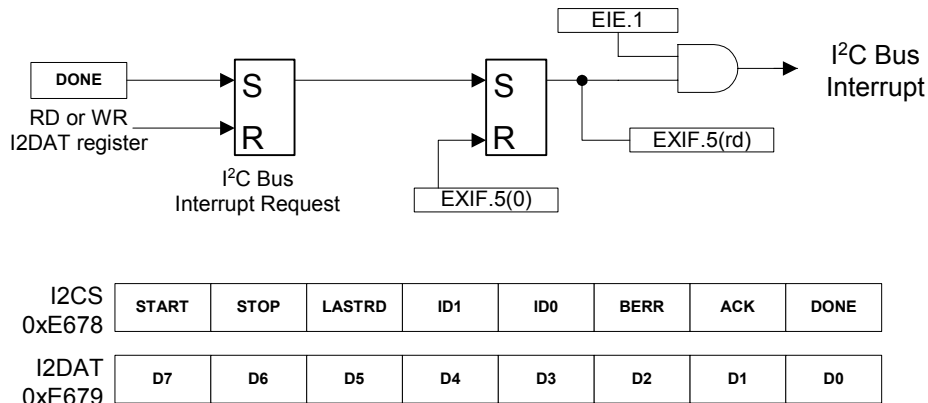 EIE.1
I²C Bus
Interrupt
DONE
S
S
RD or WR
I2DAT register
R
R
EXIF.5(rd)
I²C Bus
Interrupt Request
EXIF.5(0)
I2CS
0xE678
START STOP LASTRD ID1 ID0 BERR ACK DONE
I2DAT
0xE679
D7 D6 D5 D4 D3 D2 D1 D0